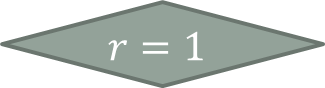 r = 1